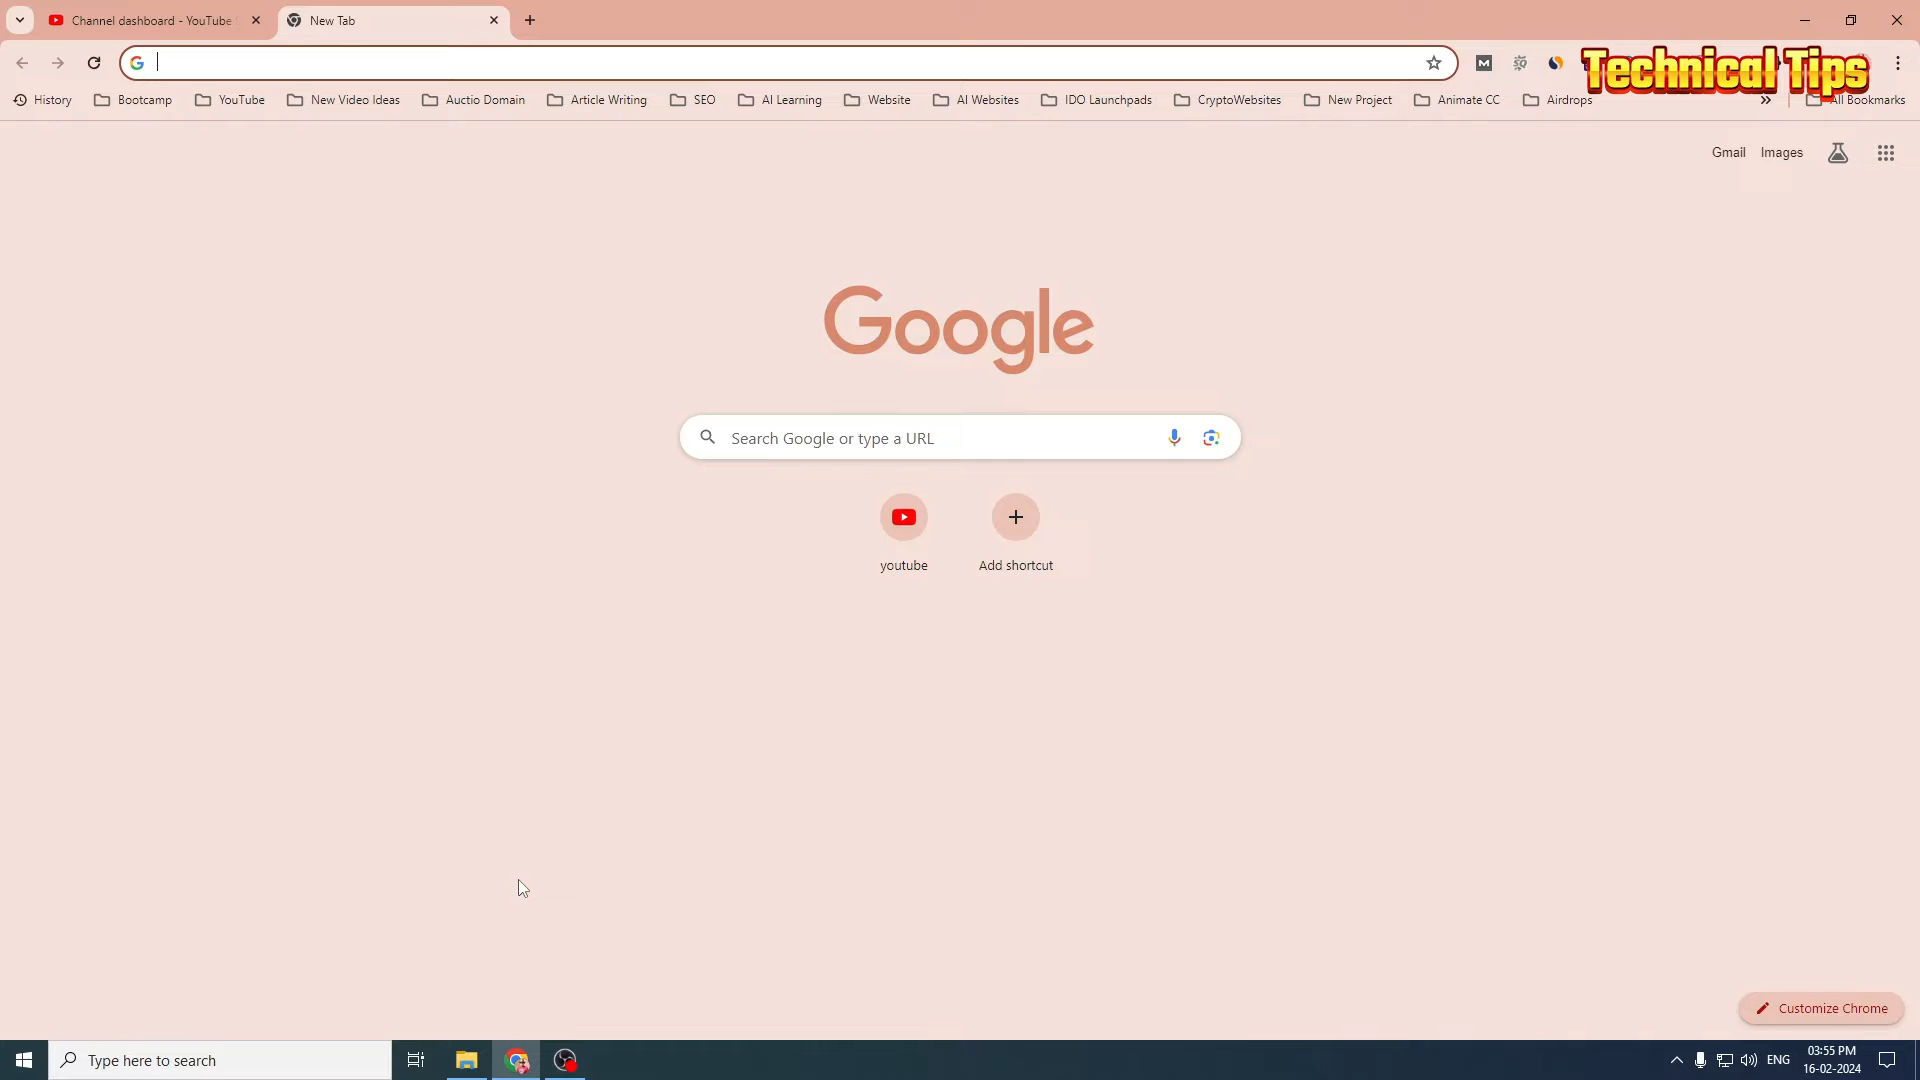 Channel dashboard - YouTube
New Tab
Technical Tips
History
Bootcamp
YouTube
New Video Ideas
Auctio Domain
Article Writing
SEO
AI Learning
Website
AI Websites
IDO Launchpads
CryptoWebsites
New Project
Animate CC
Airdrops
All Bookmarks
Gmail
Images
Google
Search Google or type a URL
youtube
Add shortcut
Customize Chrome
Type here to search
ENG
03:55 PM
16-02-2024